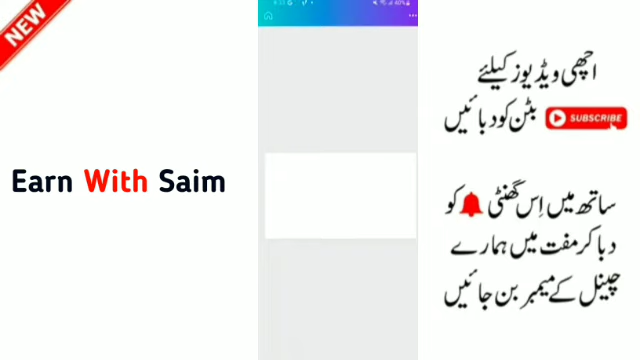 NEW
Earn With Saim
اچھی ویڈیوز کیلئے
SUBSCRIBE بٹن کو دبائیں
ساتھ میں اِس گھنٹی کو
دبا کر مفت میں ہمارے
چینل کے میمبر بن جائیں